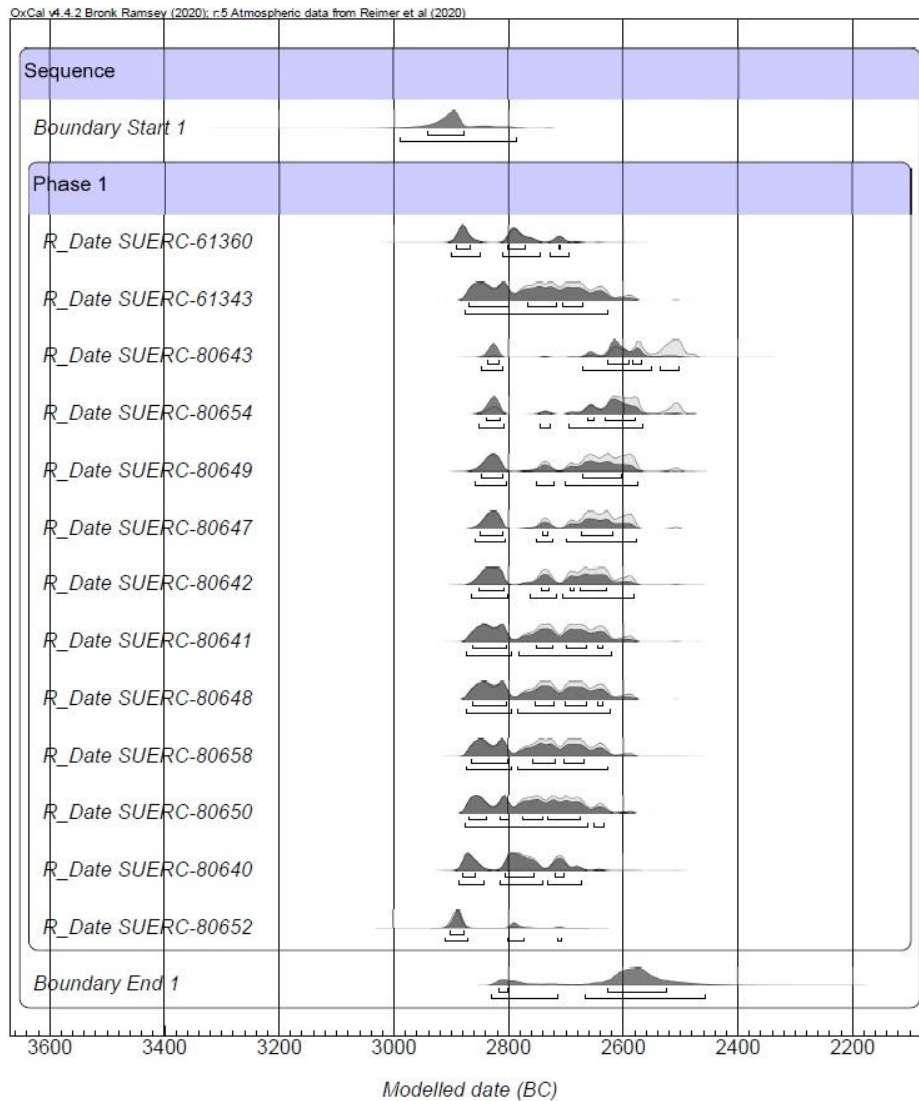 OxCal v4.4.2 Bronk Ramsey (2020); r:5 Atmospheric data from Reimer et al (2020)
Sequence
Boundary Start 1
Phase 1
R_Date SUERC-61360
R_Date SUERC-61343
R_Date SUERC-80643
R_Date SUERC-80654
R_Date SUERC-80649
R_Date SUERC-80647
R_Date SUERC-80642
R_Date SUERC-80641
R_Date SUERC-80648
R_Date SUERC-80658
R_Date SUERC-80650
R_Date SUERC-80640
R_Date SUERC-80652
Boundary End 1
3600 3400 3200 3000 2800 2600 2400 2200
Modelled date (BC)